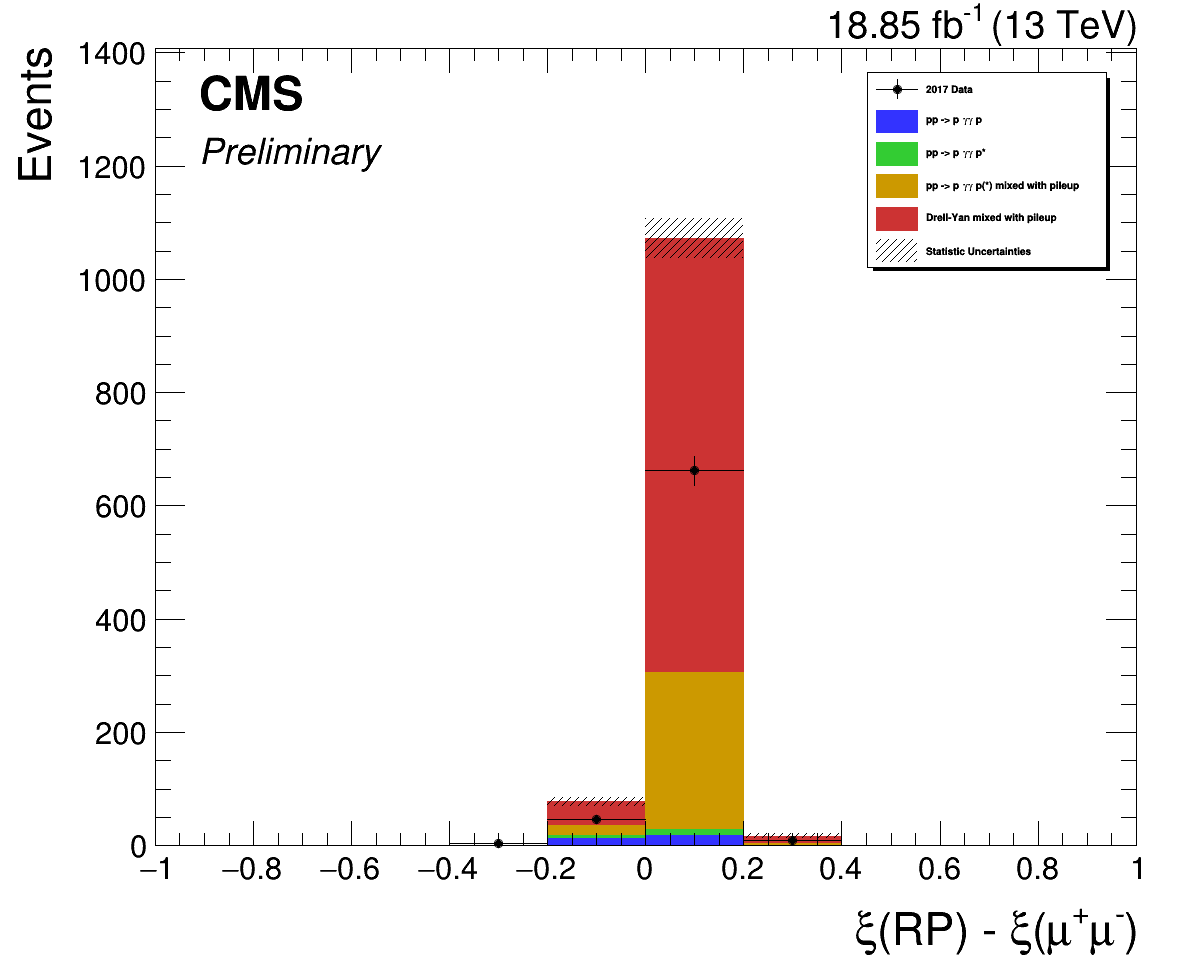 18.85 fb-1 (13 TeV)
Events
CMS
Preliminary
2017 Data
pp -> p γγ p
pp -> p γγ p*
pp -> p γγ p(*) mixed with pileup
Drell-Yan mixed with pileup
Statistic Uncertainties
1400
1200
1000
800
600
400
200
0
−1 −0.8 −0.6 −0.4 −0.2 0 0.2 0.4 0.6 0.8 1
ξ(RP) - ξ(μ+μ-)